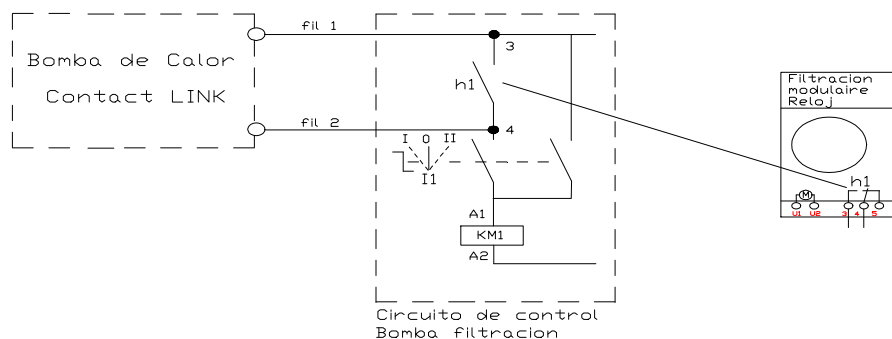 fil 1
Bomba de Calor
Contact LINK
fil 2
3
h1
4
I O II
I1
A1
KM1
A2
Circuito de control
Bomba filtracion
Filtracion
modulaire
Reloj
h1
M
U1 U2 3 4 5